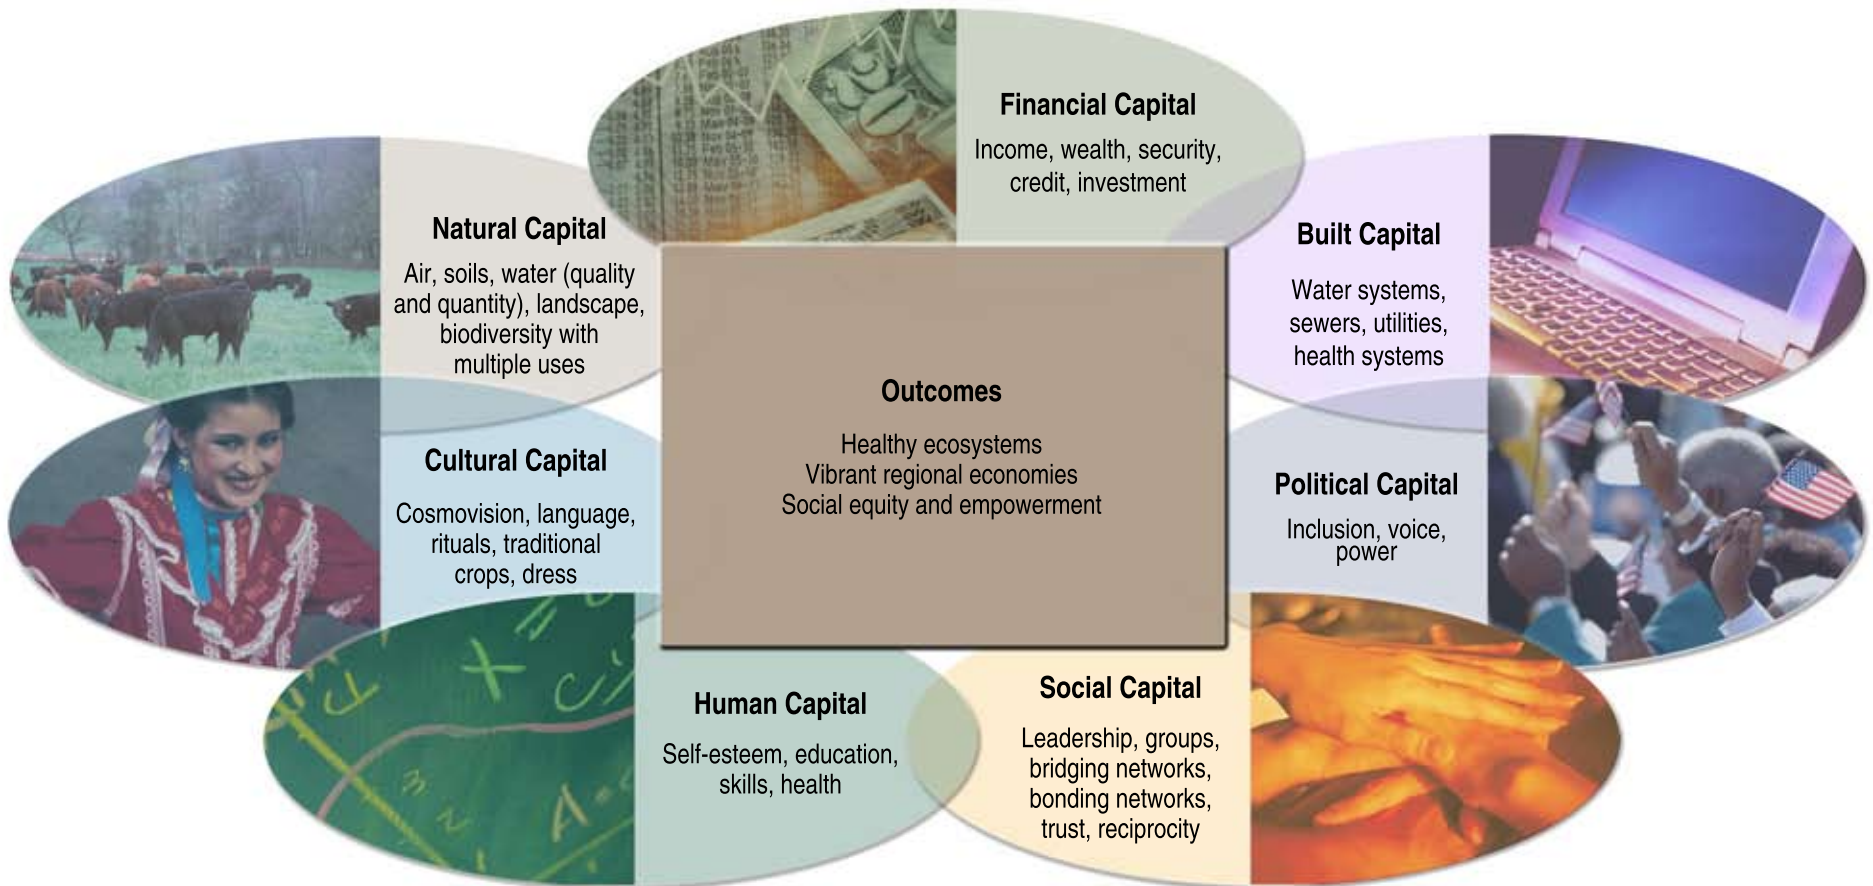 Financial Capital
Income, wealth, security,
credit, investment
Natural Capital
Air, soils, water (quality
and quantity), landscape,
biodiversity with
multiple uses
Built Capital
Water systems,
sewers, utilities,
health systems
Outcomes
Healthy ecosystems
Vibrant regional economies
Social equity and empowerment
Cultural Capital
Cosmovision, language,
rituals, traditional
crops, dress
Political Capital
Inclusion, voice,
power
Human Capital
Self-esteem, education,
skills, health
Social Capital
Leadership, groups,
bridging networks,
bonding networks,
trust, reciprocity